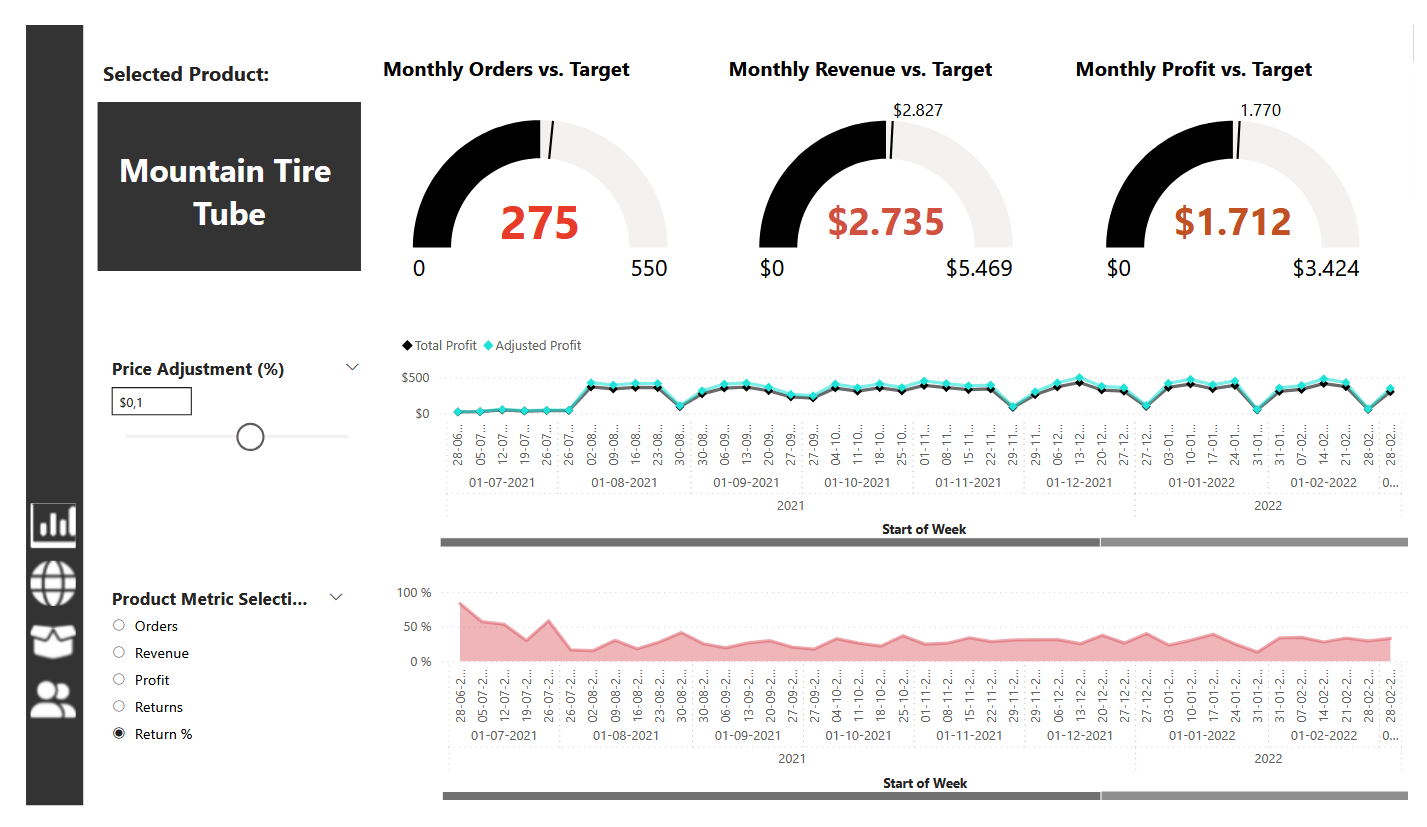 Selected Product:
Mountain Tire
Tube
Monthly Orders vs. Target
275
0
550
Monthly Revenue vs. Target
$2.827
$2.735
$0
$5.469
Monthly Profit vs. Target
1.770
$1.712
$0
$3.424
Price Adjustment (%)
$0,1
Total Profit Adjusted Profit
$500
$0
28-06... 05-07... 12-07... 19-07... 26-07... 26-07... 02-08... 09-08... 16-08... 23-08... 30-08... 30-08... 06-09... 13-09... 20-09... 27-09... 27-09... 04-10... 11-10... 18-10... 25-10... 01-11... 08-11... 15-11... 22-11... 29-11... 29-11... 06-12... 13-12... 20-12... 27-12... 27-12... 03-01... 10-01... 17-01... 24-01... 31-01... 31-01... 07-02... 14-02... 21-02... 28-02... 28-02...
01-07-2021 01-08-2021 01-09-2021 01-10-2021 01-11-2021 01-12-2021 01-01-2022 01-02-2022 0...
2021 2022
Start of Week
Product Metric Selecti...
Orders
Revenue
Profit
Returns
Return %
100 %
50 %
0 %
28-06-2... 05-07-2... 12-07-2... 19-07-2... 26-07-2... 26-07-2... 02-08-2... 09-08-2... 16-08-2... 23-08-2... 30-08-2... 30-08-2... 06-09-2... 13-09-2... 20-09-2... 27-09-2... 27-09-2... 04-10-2... 11-10-2... 18-10-2... 25-10-2... 01-11-2... 08-11-2... 15-11-2... 22-11-2... 29-11-2... 29-11-2... 06-12-2... 13-12-2... 20-12-2... 27-12-2... 27-12-2... 03-01-2... 10-01-2... 17-01-2... 24-01-2... 31-01-2... 31-01-2... 07-02-2... 14-02-2... 21-02-2... 28-02-2... 28-02-2...
01-07-2021 01-08-2021 01-09-2021 01-10-2021 01-11-2021 01-12-2021 01-01-2022 01-02-2022 0...
2021 2022
Start of Week